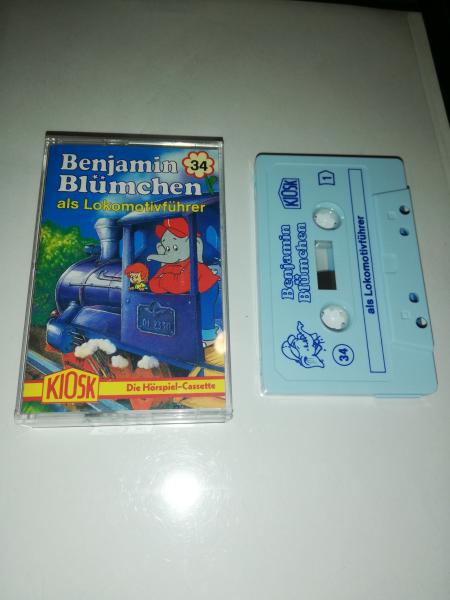 Benjamin
Blümchen
34
als Lokomotivführer
KIOSK
Die Hörspiel-Cassette
KIOSK
1
Benjamin
Blümchen
34
als Lokomotivführer